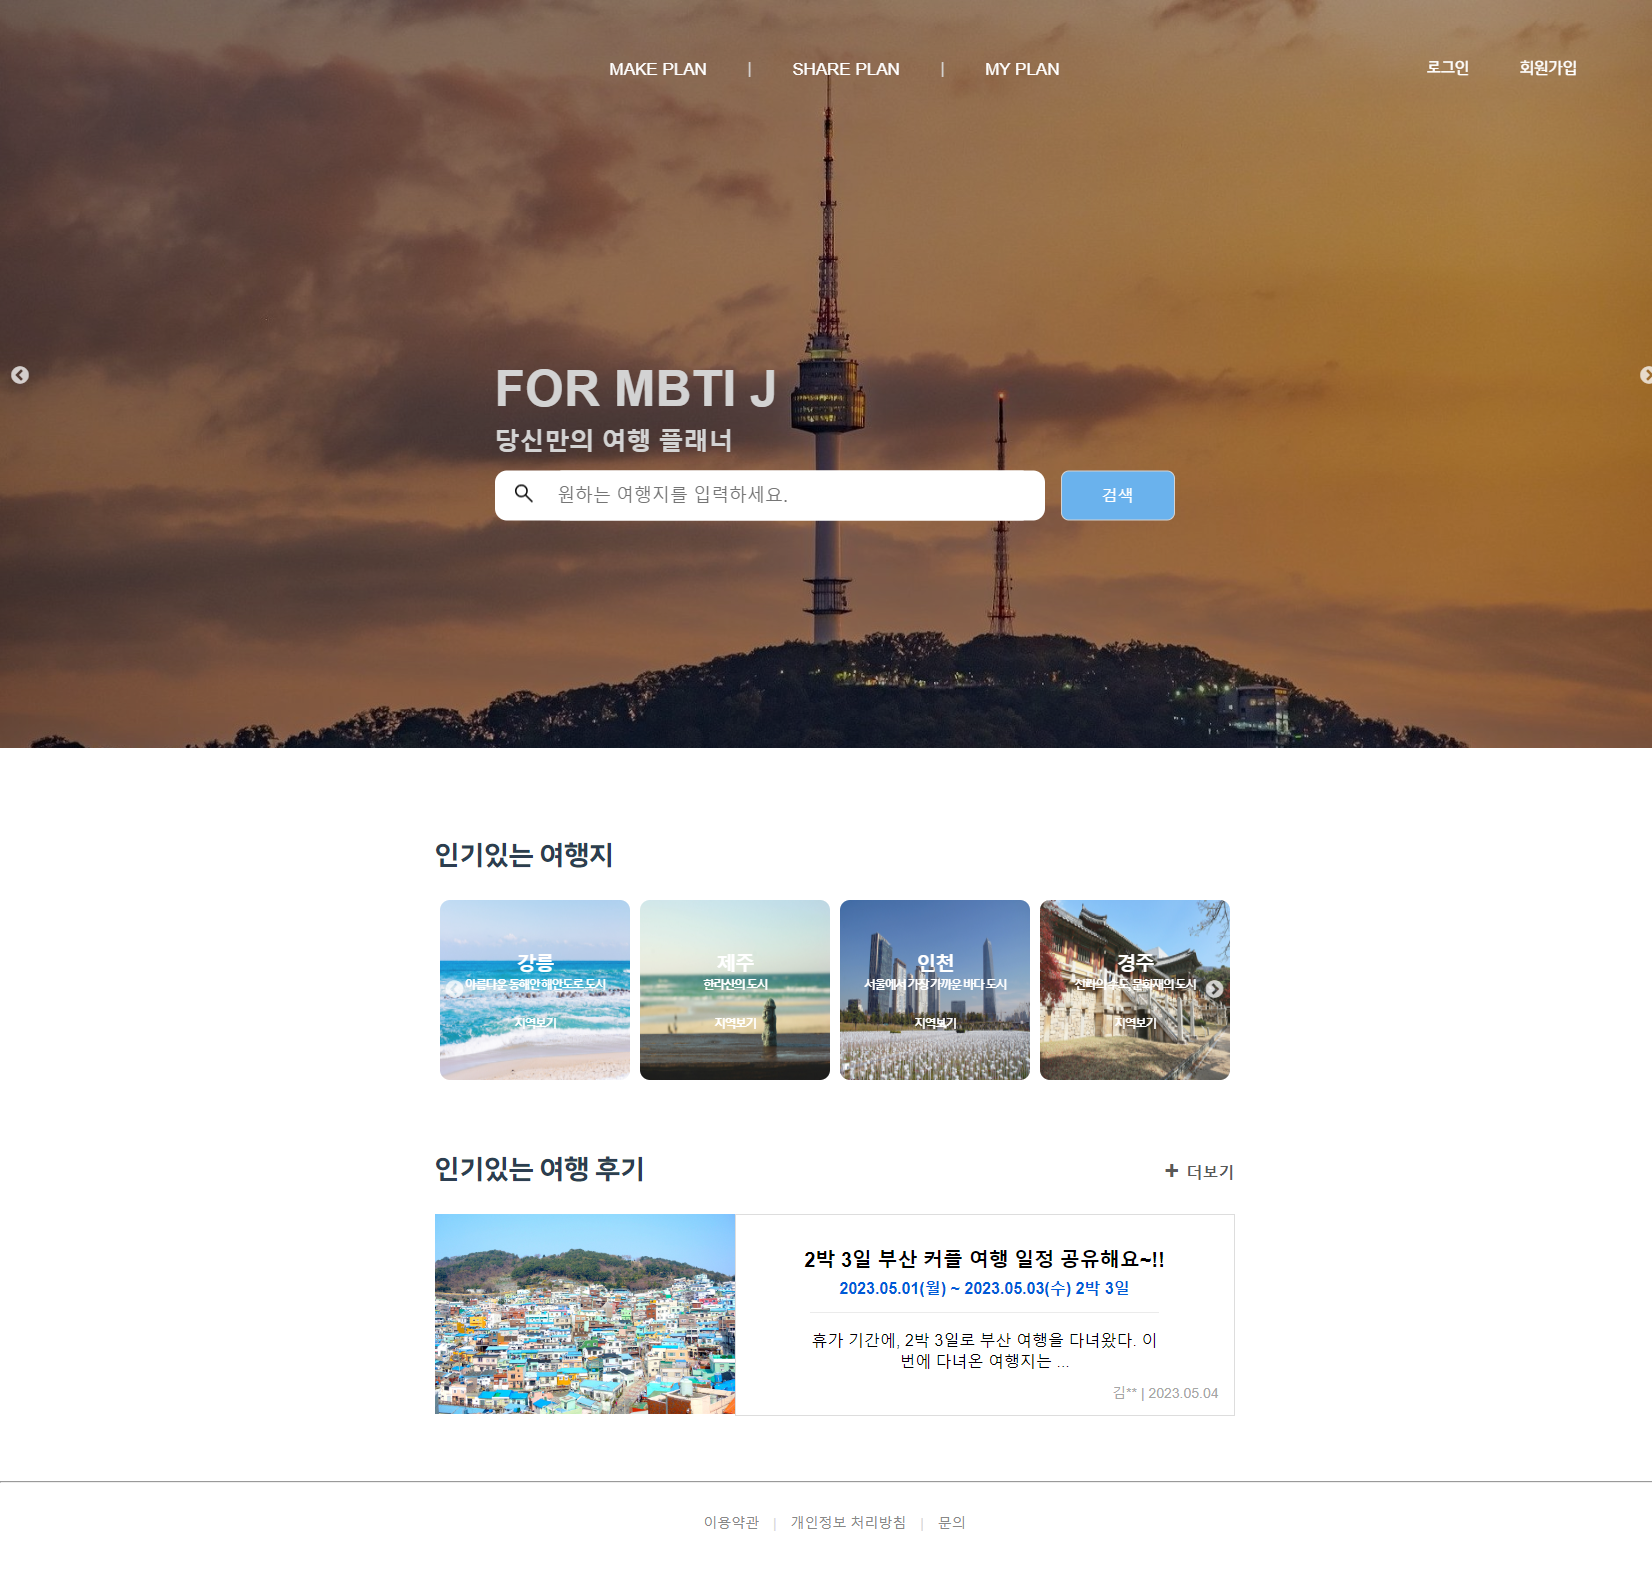 MAKE PLAN | SHARE PLAN | MY PLAN 로그인 회원가입
FOR MBTI J
당신만의 여행 플래너
원하는 여행지를 입력하세요. 검색
인기있는 여행지
강릉
아름다운 동해안 해안도로 도시
지역보기
제주
한라산의 도시
지역보기
인천
서울에서 가장 가까운 바다 도시
지역보기
경주
신라의 수도, 문화재의 도시
지역보기
인기있는 여행 후기 + 더보기
2박 3일 부산 커플 여행 일정 공유해요~!!
2023.05.01(월) ~ 2023.05.03(수) 2박 3일
휴가 기간에, 2박 3일로 부산 여행을 다녀왔다. 이
번에 다녀온 여행지는 ...
김** | 2023.05.04
이용약관 | 개인정보 처리방침 | 문의